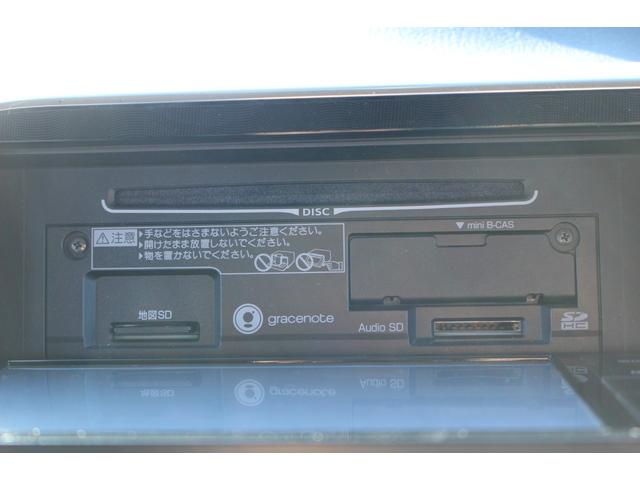 DISC
⚠注意
▶手などをはさまないようご注意ください。
▶開けたまま放置しないでください。
▶物を置かないでください。
▼ mini B-CAS
地図SD
gracenote
Audio SD
SD
HC